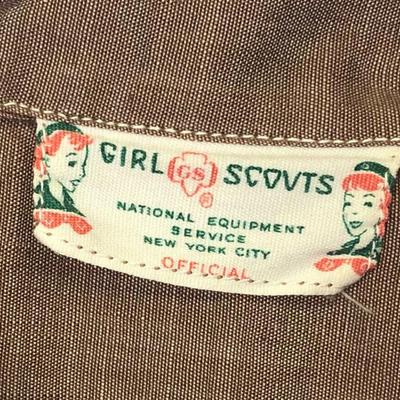 GIRL GS SCOUTS
®
NATIONAL EQUIPMENT
SERVICE
NEW YORK CITY
OFFICIAL